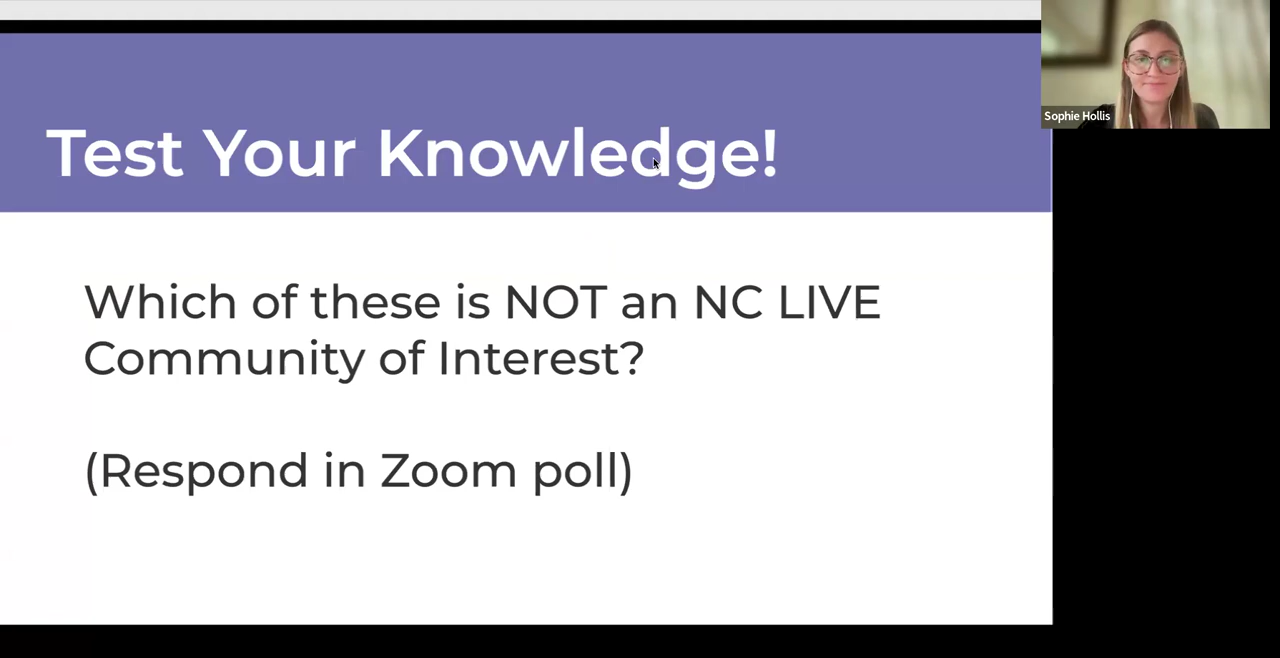 Test Your Knowledge!
Sophie Hollis
Which of these is NOT an NC LIVE
Community of Interest?
(Respond in Zoom poll)